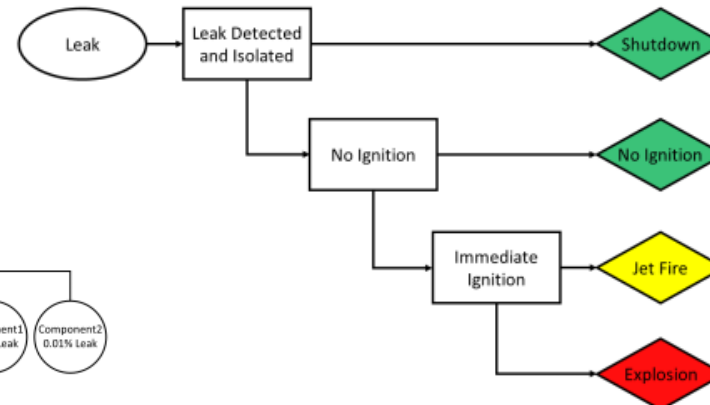 Leak
Leak Detected
and Isolated
Shutdown
No Ignition
No Ignition
Immediate
Ignition
Jet Fire
Component2
0.01% Leak
Explosion